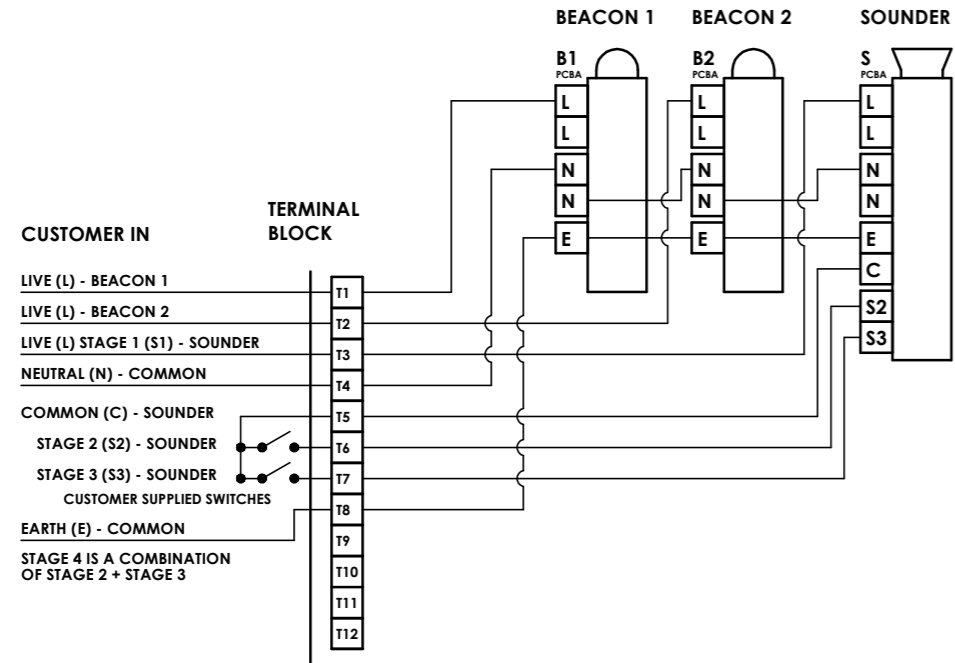 BEACON 1
BEACON 2
SOUNDER
B1
PCBA
L
L
N
N
E
B2
PCBA
L
L
N
N
E
S
PCBA
L
L
N
N
E
C
S2
S3
CUSTOMER IN
TERMINAL
BLOCK
LIVE (L) - BEACON 1
LIVE (L) - BEACON 2
LIVE (L) STAGE 1 (S1) - SOUNDER
NEUTRAL (N) - COMMON
COMMON (C) - SOUNDER
STAGE 2 (S2) - SOUNDER
STAGE 3 (S3) - SOUNDER
CUSTOMER SUPPLIED SWITCHES
EARTH (E) - COMMON
STAGE 4 IS A COMBINATION
OF STAGE 2 + STAGE 3
T1
T2
T3
T4
T5
T6
T7
T8
T9
T10
T11
T12